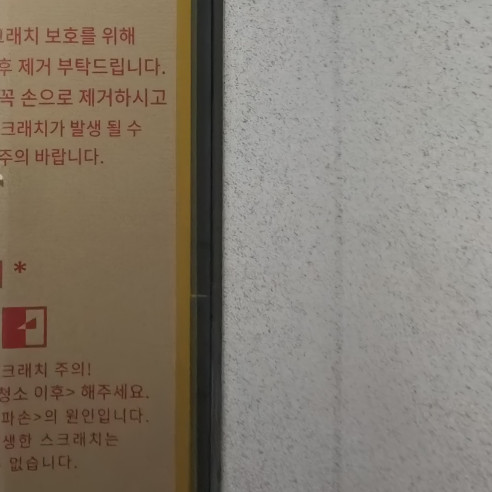 크래치 보호를 위해
후 제거 부탁드립니다.
꼭 손으로 제거하시고
크래치가 발생 될 수
주의 바랍니다.
*
크래치 주의!
청소 이후> 해주세요.
파손>의 원인입니다.
생한 스크래치는
없습니다.